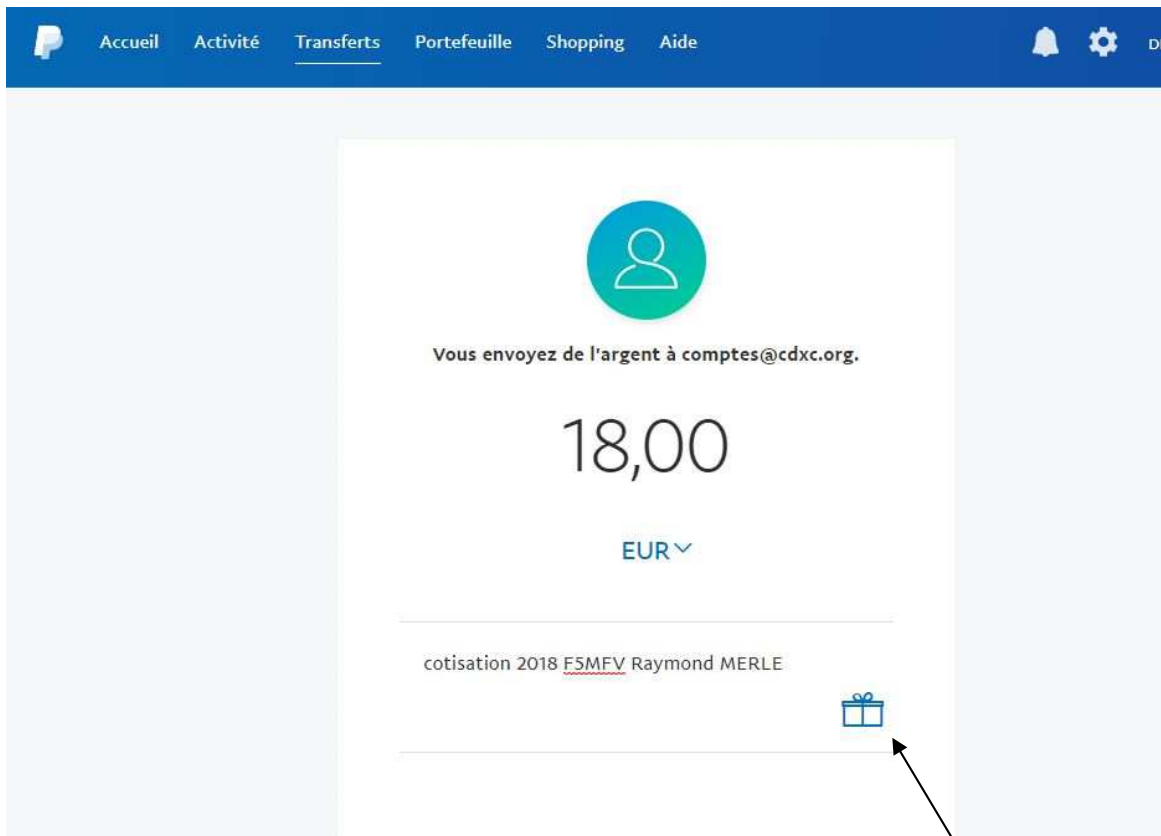 Accueil Activité Transferts Portefeuille Shopping Aide
Vous envoyez de l'argent à comptes@cdxc.org.
18,00
EUR
cotisation 2018 F5MFV Raymond MERLE